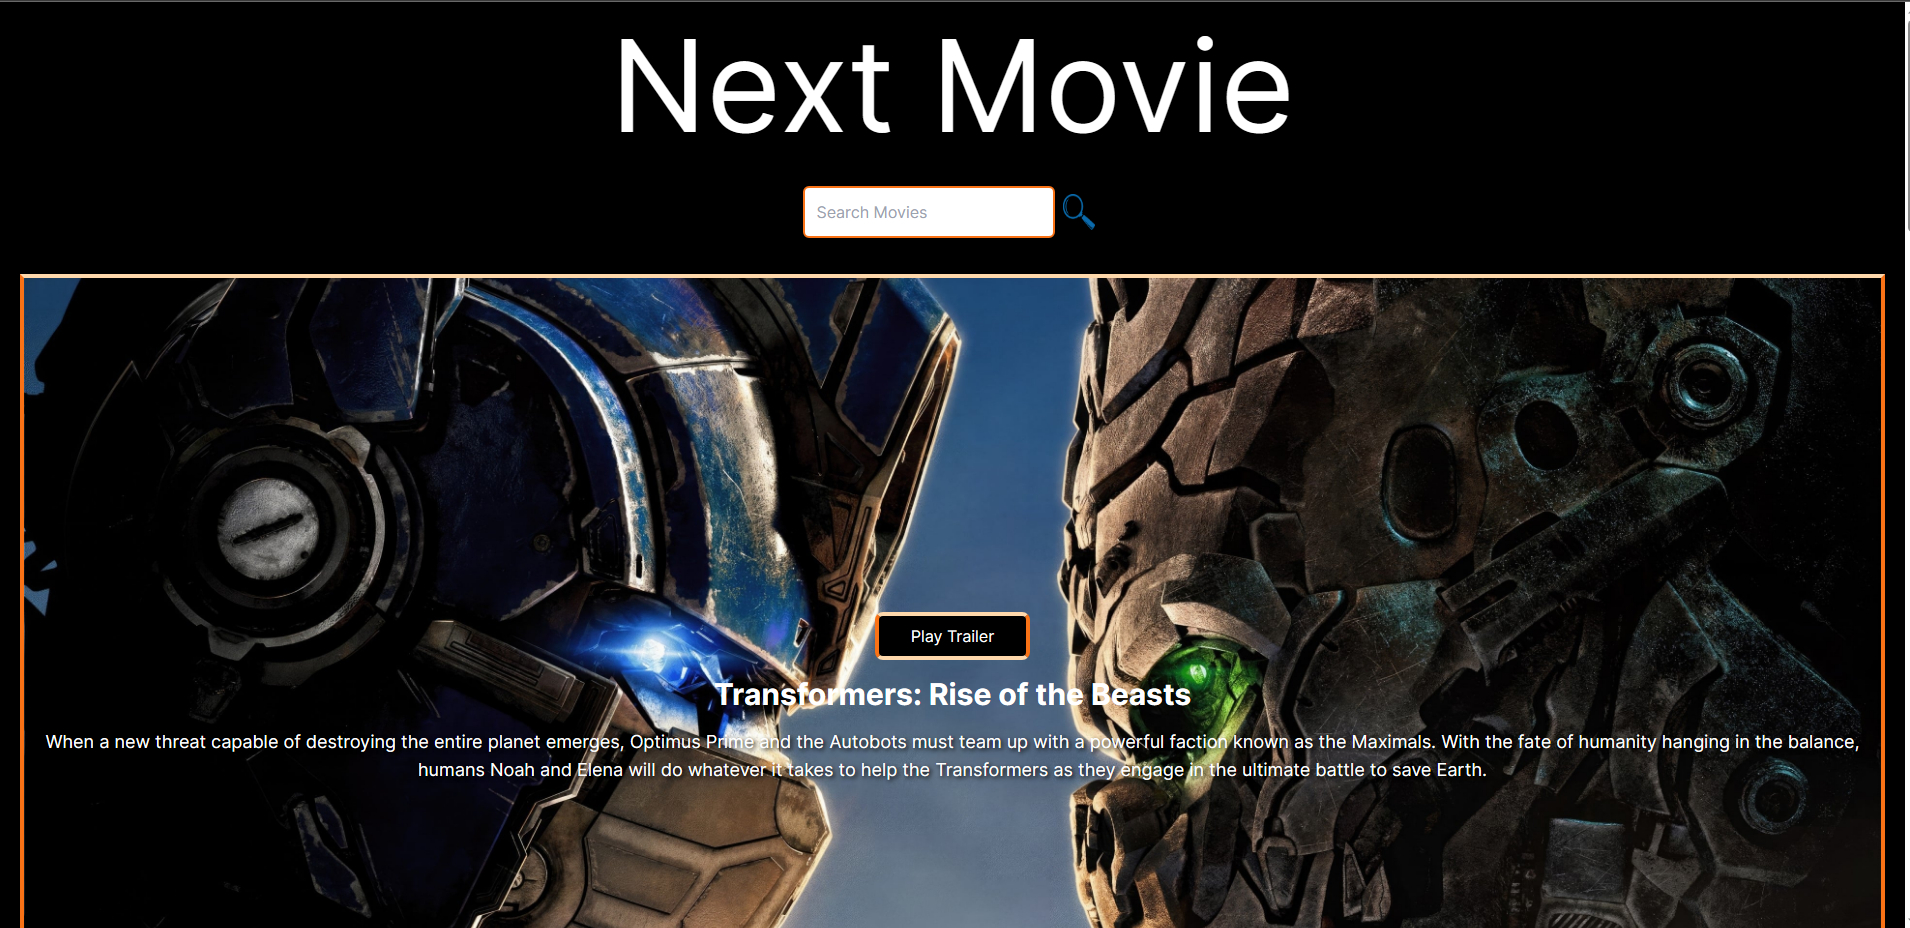 Next Movie
Search Movies
Play Trailer
Transformers: Rise of the Beasts
When a new threat capable of destroying the entire planet emerges, Optimus Prime and the Autobots must team up with a powerful faction known as the Maximals. With the fate of humanity hanging in the balance,
humans Noah and Elena will do whatever it takes to help the Transformers as they engage in the ultimate battle to save Earth.